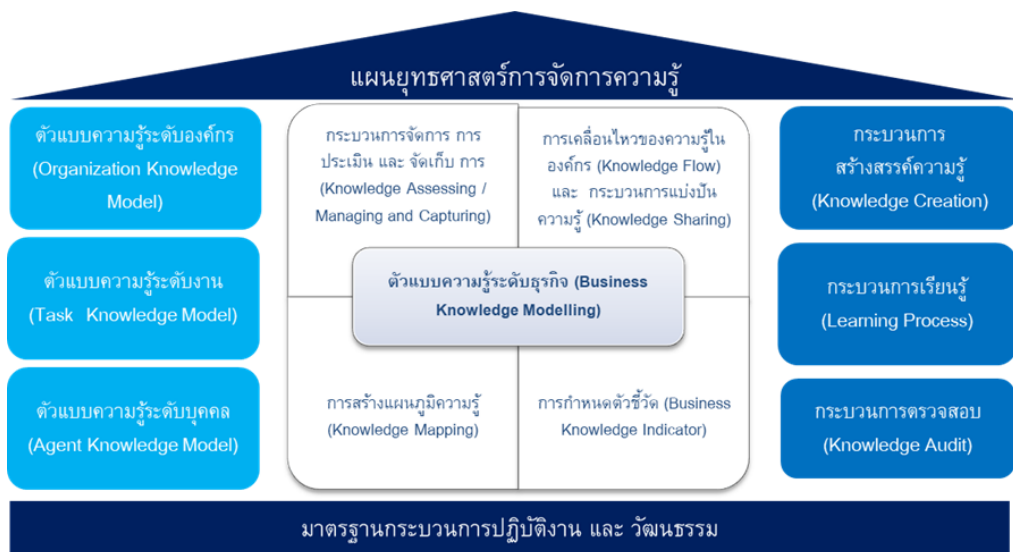 แผนยุทธศาสตร์การจัดการความรู้
ตัวแบบความรู้ระดับองค์กร
(Organization Knowledge
Model)
ตัวแบบความรู้ระดับงาน
(Task Knowledge Model)
ตัวแบบความรู้ระดับบุคคล
(Agent Knowledge Model)
กระบวนการจัดการ การ
ประเมิน และ จัดเก็บ การ
(Knowledge Assessing /
Managing and Capturing)
การเคลื่อนไหวของความรู้ใน
องค์กร (Knowledge Flow)
และ กระบวนการแบ่งปัน
ความรู้ (Knowledge Sharing)
ตัวแบบความรู้ระดับธุรกิจ (Business
Knowledge Modelling)
การสร้างแผนภูมิความรู้
(Knowledge Mapping)
การกำหนดตัวชี้วัด (Business
Knowledge Indicator)
กระบวนการ
สร้างสรรค์ความรู้
(Knowledge Creation)
กระบวนการเรียนรู้
(Learning Process)
กระบวนการตรวจสอบ
(Knowledge Audit)
มาตรฐานกระบวนการปฏิบัติงาน และ วัฒนธรรม